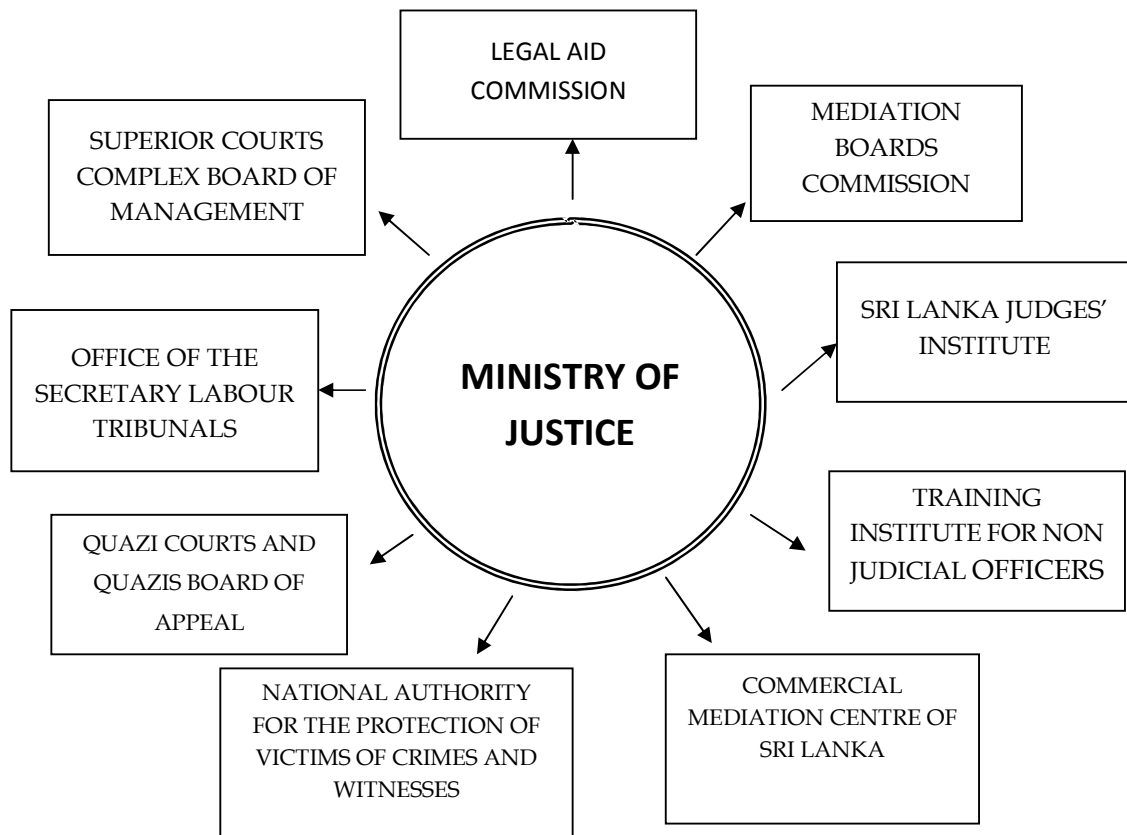 LEGAL AID
COMMISSION
MEDIATION
BOARDS
COMMISSION
SUPERIOR COURTS
COMPLEX BOARD OF
MANAGEMENT
SRI LANKA JUDGES’
INSTITUTE
OFFICE OF THE
SECRETARY LABOUR
TRIBUNALS
MINISTRY OF
JUSTICE
TRAINING
INSTITUTE FOR NON
JUDICIAL OFFICERS
QUAZI COURTS AND
QUAZIS BOARD OF
APPEAL
NATIONAL AUTHORITY
FOR THE PROTECTION OF
VICTIMS OF CRIMES AND
WITNESSES
COMMERCIAL
MEDIATION CENTRE OF
SRI LANKA